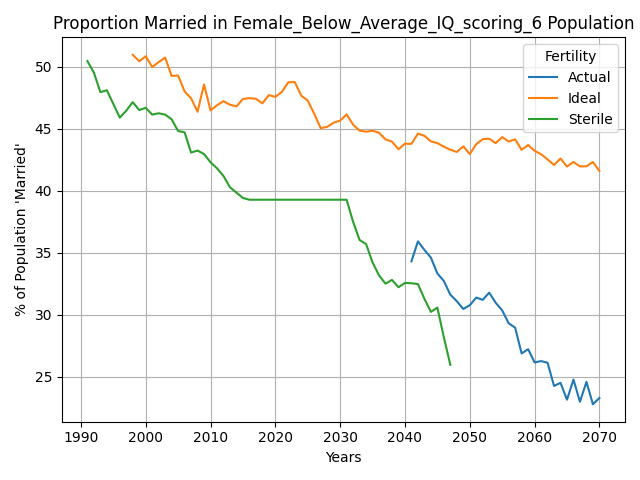 Proportion Married in Female_Below_Average_IQ_scoring_6 Population
% of Population 'Married'
50
45
40
35
30
25
Fertility
Actual
Ideal
Sterile
1990 2000 2010 2020 2030 2040 2050 2060 2070
Years